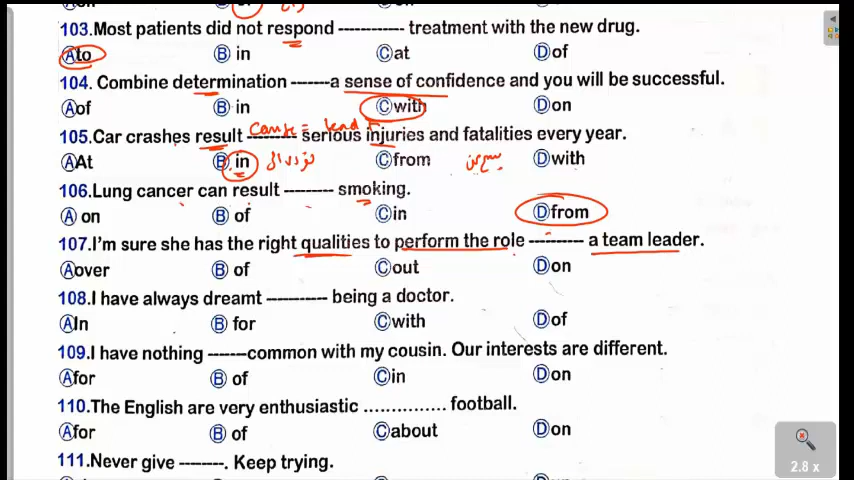 103.Most patients did not respond ----------- treatment with the new drug.
Ⓐto Ⓑ in Ⓒat Ⓓof
104. Combine determination -------a sense of confidence and you will be successful.
Ⓐof Ⓑ in Ⓒwith Ⓓon
cause = lead to
105.Car crashes result --------- serious injuries and fatalities every year.
ⒶAt Ⓑ in Ⓒfrom Ⓓwith
106.Lung cancer can result -------- smoking.
Ⓐ on Ⓑ of Ⓒin Ⓓfrom
107.I'm sure she has the right qualities to perform the role --------- a team leader.
Ⓐover Ⓑ of Ⓒout Ⓓon
108.I have always dreamt ---------- being a doctor.
ⒶIn Ⓑ for Ⓒwith Ⓓof
109.I have nothing ------common with my cousin. Our interests are different.
Ⓐfor Ⓑ of Ⓒin Ⓓon
110.The English are very enthusiastic ............... football.
Ⓐfor Ⓑ of Ⓒabout Ⓓon
111.Never give -------. Keep trying.
2.8 x